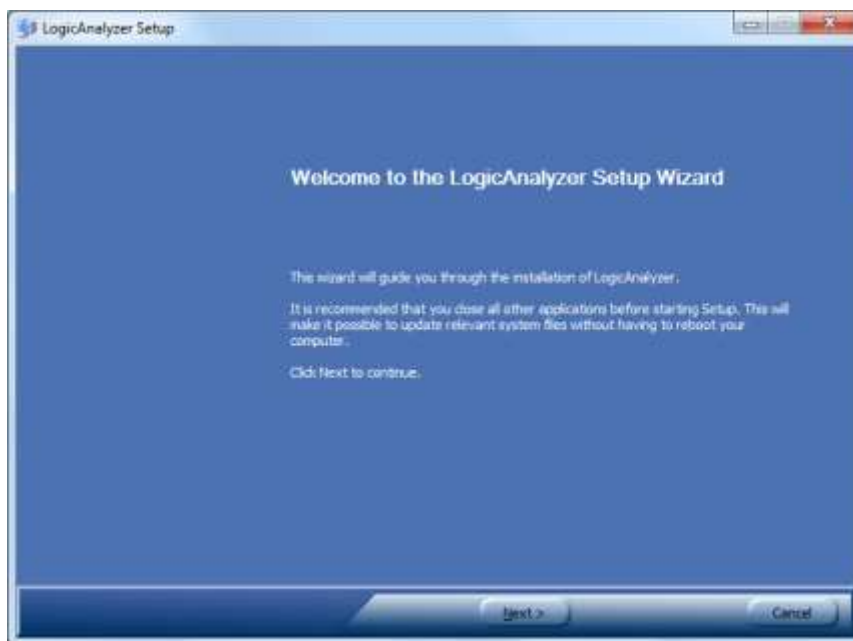 LogicAnalyzer Setup
Welcome to the LogicAnalyzer Setup Wizard
This wizard will guide you through the installation of LogicAnalyzer.
It is recommended that you close all other applications before starting Setup. This will
make it possible to update relevant system files without having to reboot your
computer.
Click Next to continue.
Next > Cancel